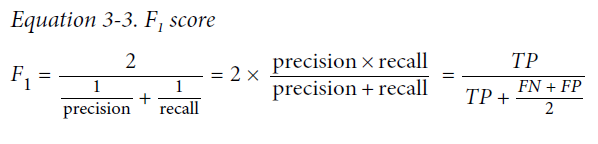 Equation 3-3. F₁ score
F₁ = 2 / (1/precision + 1/recall) = 2 × (precision × recall) / (precision + recall) = TP / (TP + (FN + FP)/2)